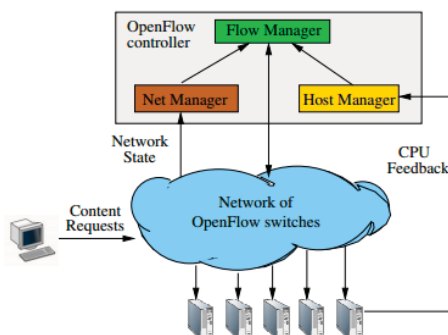 OpenFlow
controller
Flow Manager
Net Manager
Host Manager
Network
State
CPU
Feedback
Content
Requests
Network of
OpenFlow switches